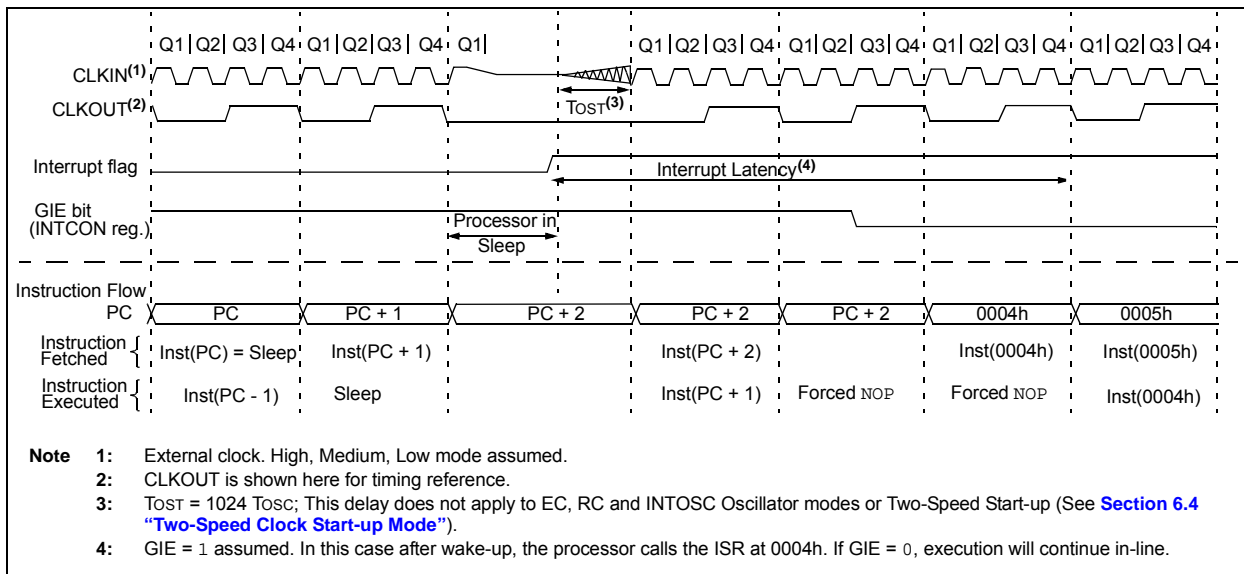 Q1 | Q2 | Q3 | Q4 Q1 | Q2 | Q3 | Q4 Q1 | Q1 | Q2 | Q3 | Q4 Q1 | Q2 | Q3 | Q4 Q1 | Q2 | Q3 | Q4 Q1 | Q2 | Q3 | Q4
CLKIN(1)
CLKOUT(2) TOST(3)
Interrupt flag Interrupt Latency(4)
GIE bit
(INTCON reg.) Processor in
Sleep
Instruction Flow
PC PC PC + 1 PC + 2 PC + 2 PC + 2 0004h 0005h
Instruction
Fetched { Inst(PC) = Sleep Inst(PC + 1) Inst(PC + 2) Inst(0004h) Inst(0005h)
Instruction
Executed { Inst(PC - 1) Sleep Inst(PC + 1) Forced NOP Forced NOP Inst(0004h)
Note 1: External clock. High, Medium, Low mode assumed.
2: CLKOUT is shown here for timing reference.
3: TOST = 1024 TOSC; This delay does not apply to EC, RC and INTOSC Oscillator modes or Two-Speed Start-up (See Section 6.4
“Two-Speed Clock Start-up Mode”).
4: GIE = 1 assumed. In this case after wake-up, the processor calls the ISR at 0004h. If GIE = 0, execution will continue in-line.